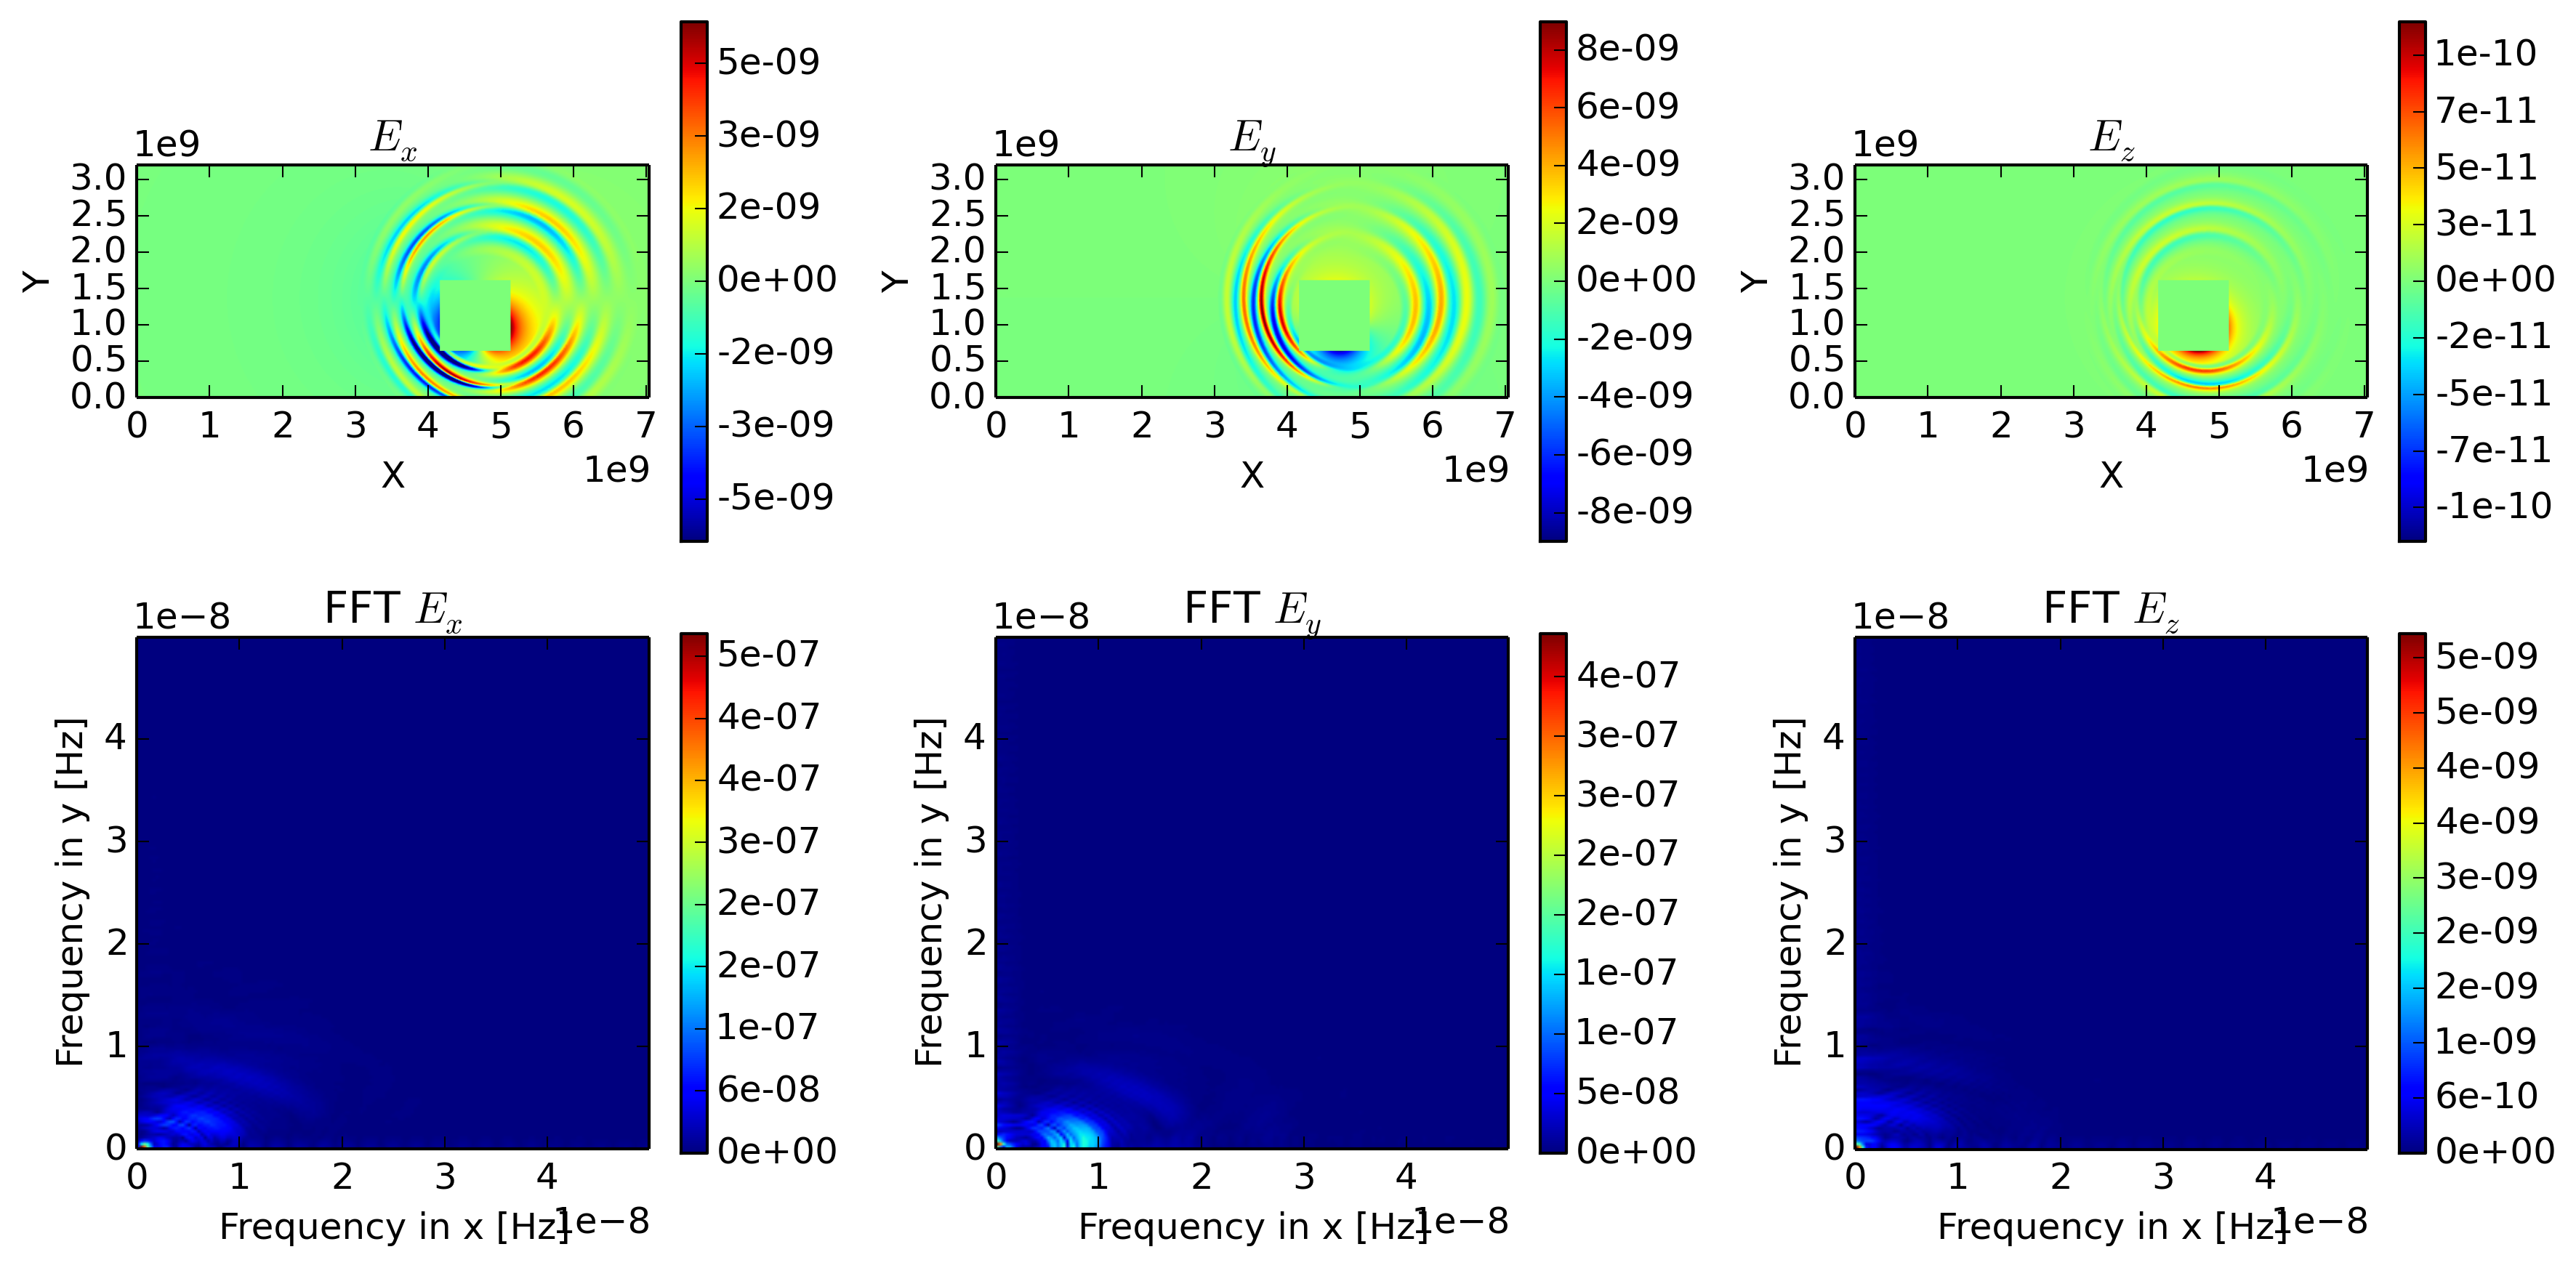 1e9
E_x
3.0
2.5
2.0
1.5
1.0
0.5
0.0
Y
0 1 2 3 4 5 6 7
X
1e9
5e-09
3e-09
2e-09
0e+00
-2e-09
-3e-09
-5e-09
1e9
E_y
3.0
2.5
2.0
1.5
1.0
0.5
0.0
Y
0 1 2 3 4 5 6 7
X
1e9
8e-09
6e-09
4e-09
2e-09
0e+00
-2e-09
-4e-09
-6e-09
-8e-09
1e9
E_z
3.0
2.5
2.0
1.5
1.0
0.5
0.0
Y
0 1 2 3 4 5 6 7
X
1e9
1e-10
7e-11
5e-11
3e-11
0e+00
-2e-11
-5e-11
-7e-11
-1e-10
1e−8
FFT E_x
4
3
2
1
0
Frequency in y [Hz]
0 1 2 3 4
Frequency in x [Hz]
1e−8
5e-07
4e-07
4e-07
3e-07
2e-07
2e-07
1e-07
6e-08
0e+00
1e−8
FFT E_y
4
3
2
1
0
Frequency in y [Hz]
0 1 2 3 4
Frequency in x [Hz]
1e−8
4e-07
3e-07
3e-07
2e-07
2e-07
1e-07
1e-07
5e-08
0e+00
1e−8
FFT E_z
4
3
2
1
0
Frequency in y [Hz]
0 1 2 3 4
Frequency in x [Hz]
1e−8
5e-09
5e-09
4e-09
4e-09
3e-09
2e-09
2e-09
1e-09
6e-10
0e+00